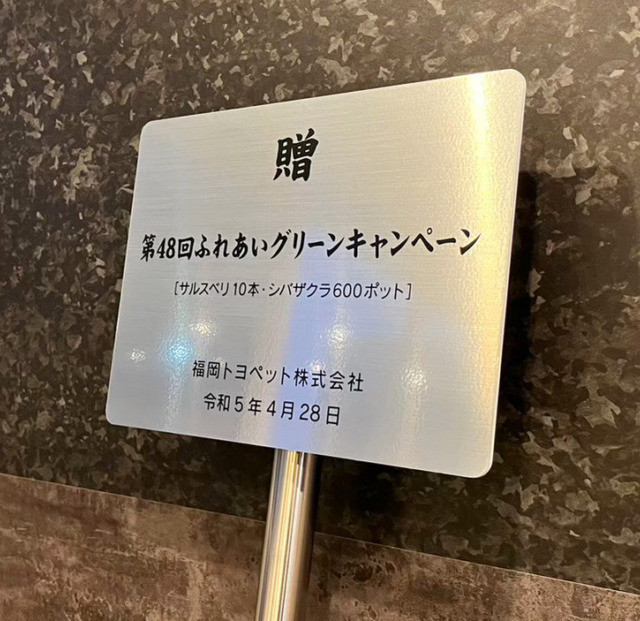 贈
第48回ふれあいグリーンキャンペーン
[サルスベリ10本・シバザクラ600ポット]
福岡トヨペット株式会社
令和5年4月28日